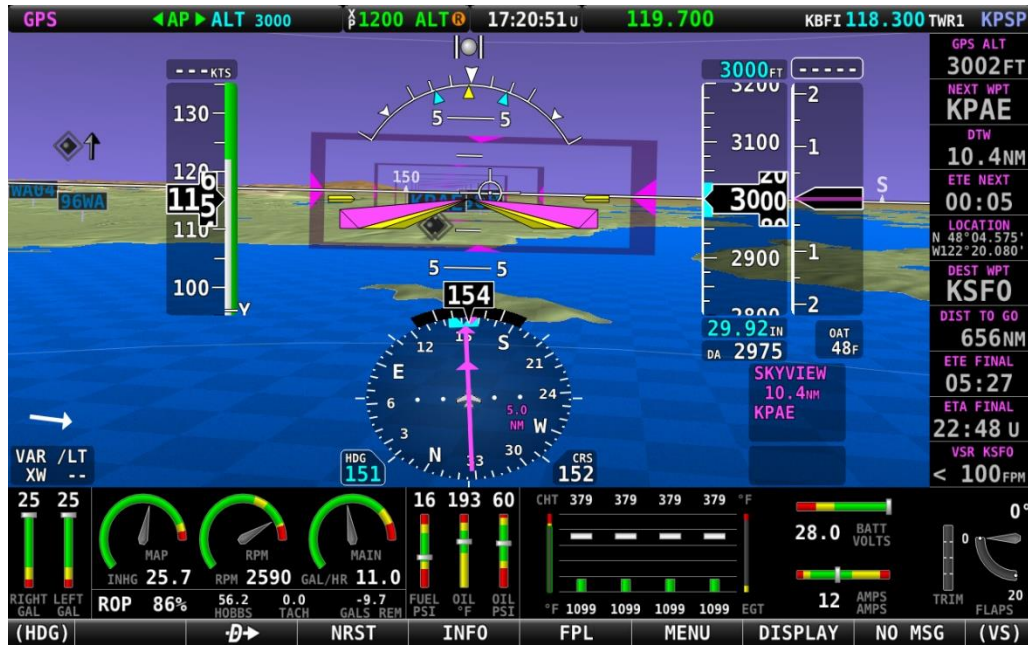 GPS ◄AP► ALT 3000 XP 1200 ALT R 17:20:51 U 119.700 KBFI 118.300 TWR1 KPSP
GPS ALT
3002FT
NEXT WPT
KPAE
DTW
10.4NM
ETE NEXT
00:05
LOCATION
N 48°04.575'
W122°20.080'
DEST WPT
KSFO
DIST TO GO
656NM
ETE FINAL
05:27
ETA FINAL
22:48 U
VSR KSFO
< 100FPM
---KTS
130
120
116
5
110
100
Y
WA04
96WA
5 5
150
KPAE
5 5
S
3000FT
-----
3200
3100
20
3000
80
2900
2800
2
1
1
2
29.92IN
DA 2975
OAT
48F
SKYVIEW
10.4NM
KPAE
154
12 15 S 21 24 W 30 33 N 3 6 E
5.0
NM
HDG
151
CRS
152
VAR /LT
XW --
25 25
RIGHT LEFT
GAL GAL
MAP
INHG 25.7
RPM
RPM 2590
MAIN
GAL/HR 11.0
ROP 86%
56.2
HOBBS
0.0
TACH
-9.7
GALS REM
16 193 60
FUEL OIL OIL
PSI °F PSI
CHT 379 379 379 379 °F
°F 1099 1099 1099 1099 EGT
28.0 BATT
VOLTS
12 AMPS
AMPS
TRIM
0°
0
20
FLAPS
(HDG) D NRST INFO FPL MENU DISPLAY NO MSG (VS)